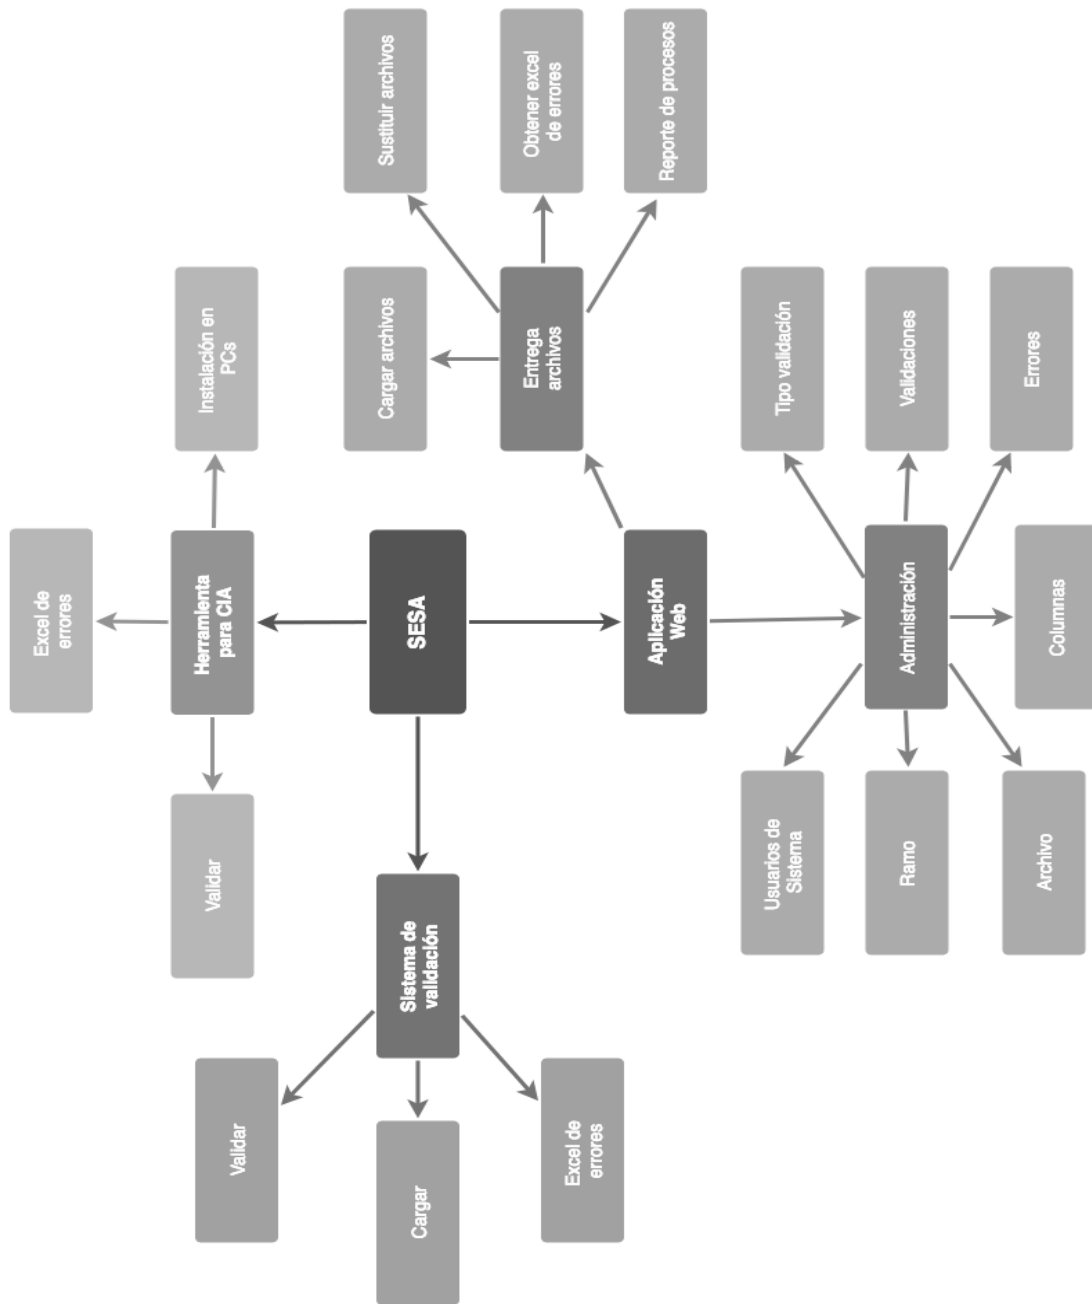 Excel de
errores
Validar
Herramienta
para CIA
Instalación en
PCs
Validar
Cargar archivos
Sustituir archivos
Cargar
Sistema de
validación
SESA
Entrega
archivos
Obtener excel
de errores
Excel de
errores
Aplicación
Web
Reporte de procesos
Usuarios de
Sistema
Tipo validación
Ramo
Administración
Validaciones
Archivo
Columnas
Errores